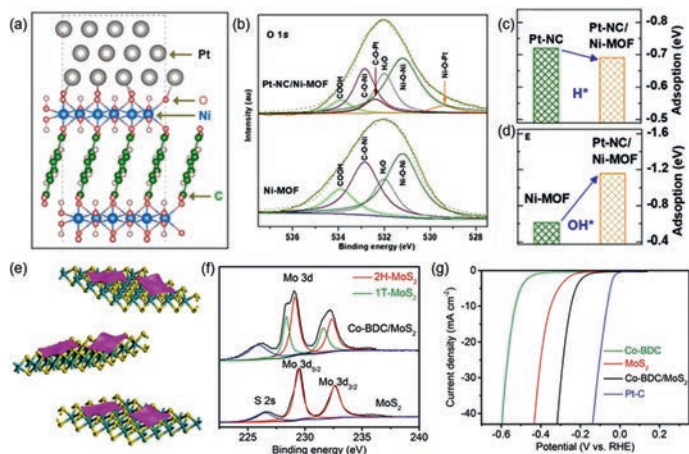 (a)
Pt
O
Ni
C
(b)
O 1s
Pt-NC/Ni-MOF
COOH
C-O-Ni
C-O-Pt
H₂O
Ni-O-Ni
Ni-O-Pt
Ni-MOF
COOH
C-O-Ni
H₂O
Ni-O-Ni
Intensity (au)
536 534 532 530 528
Binding energy (eV)
(c)
Pt-NC
Pt-NC/
Ni-MOF
H*
-0.8
-0.7
-0.6
-0.5
Adsorption (eV)
(d)
E
Ni-MOF
Pt-NC/
Ni-MOF
OH*
-1.6
-1.2
-0.8
-0.4
Adsorption (eV)
(e)
(f)
Mo 3d
2H-MoS₂
1T-MoS₂
Co-BDC/MoS₂
Mo 3d₃/₂
S 2s
Mo 3d₃/₂
MoS₂
225 230 235 240
Binding energy (eV)
(g)
Current density (mA cm⁻²)
0
-10
-20
-30
-40
Co-BDC
MoS₂
Co-BDC/MoS₂
Pt-C
-0.6 -0.4 -0.2 0.0 0.2
Potential (V vs. RHE)